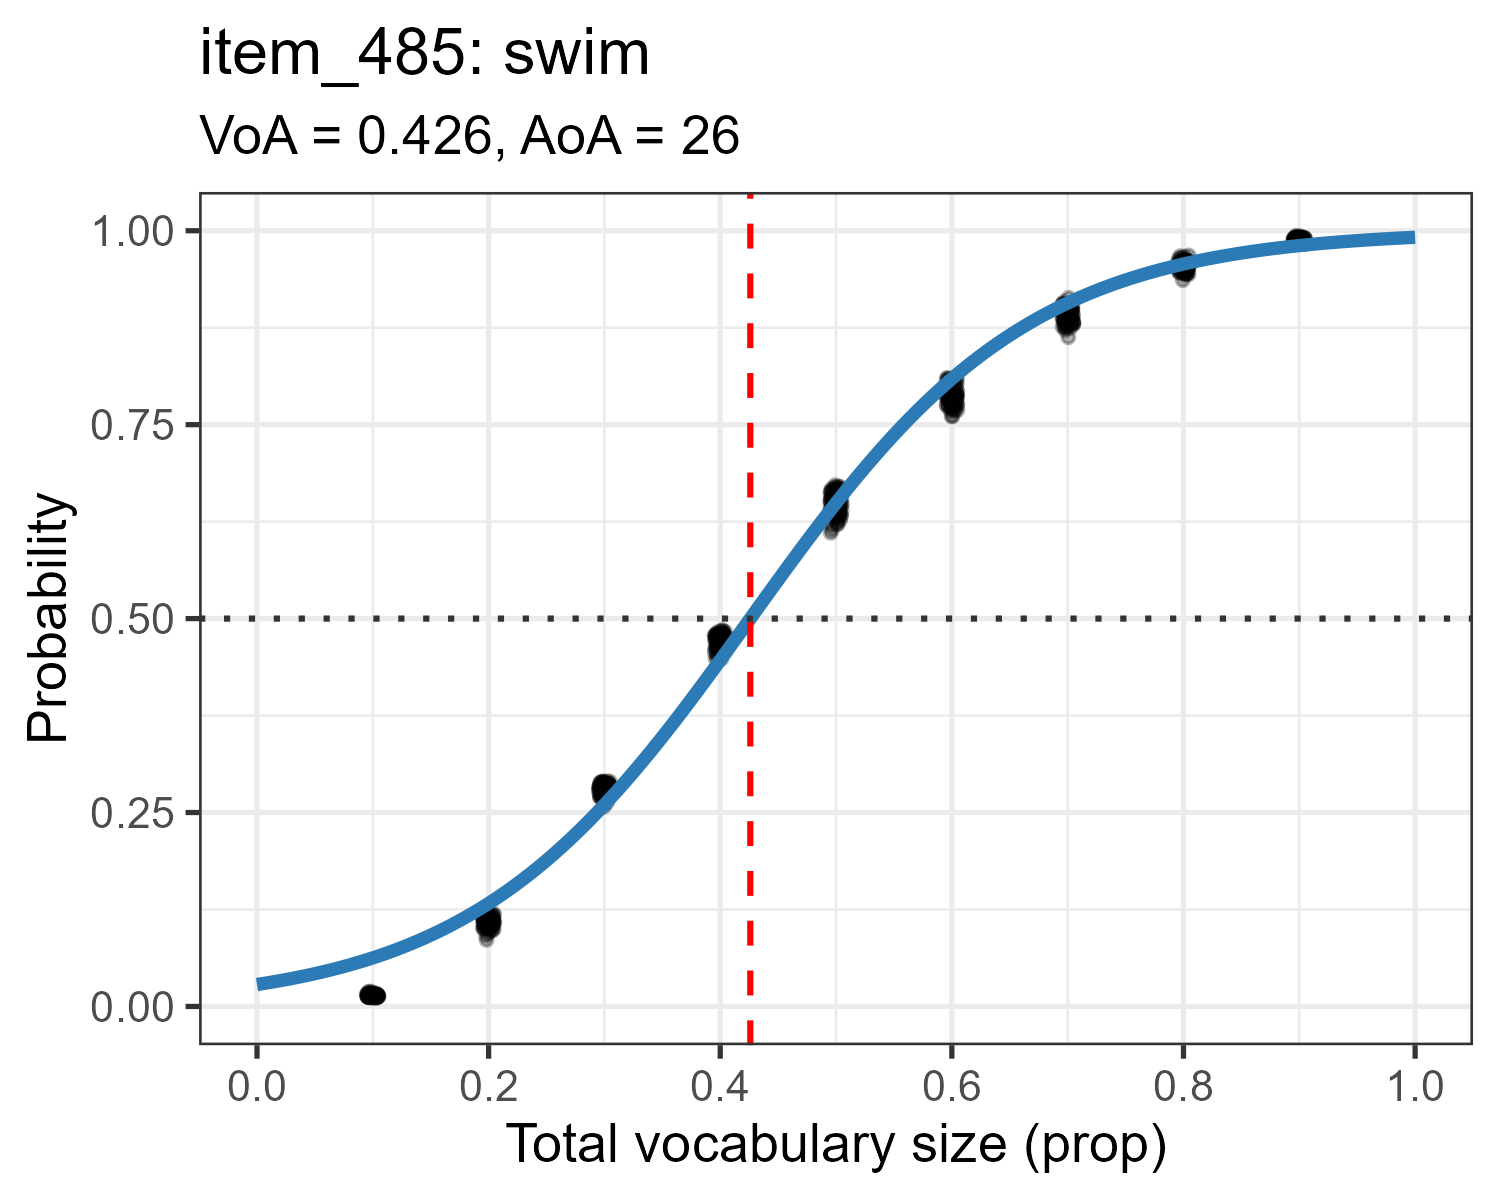 item_485: swim
VoA = 0.426, AoA = 26
Probability
1.00
0.75
0.50
0.25
0.00
0.0 0.2 0.4 0.6 0.8 1.0
Total vocabulary size (prop)